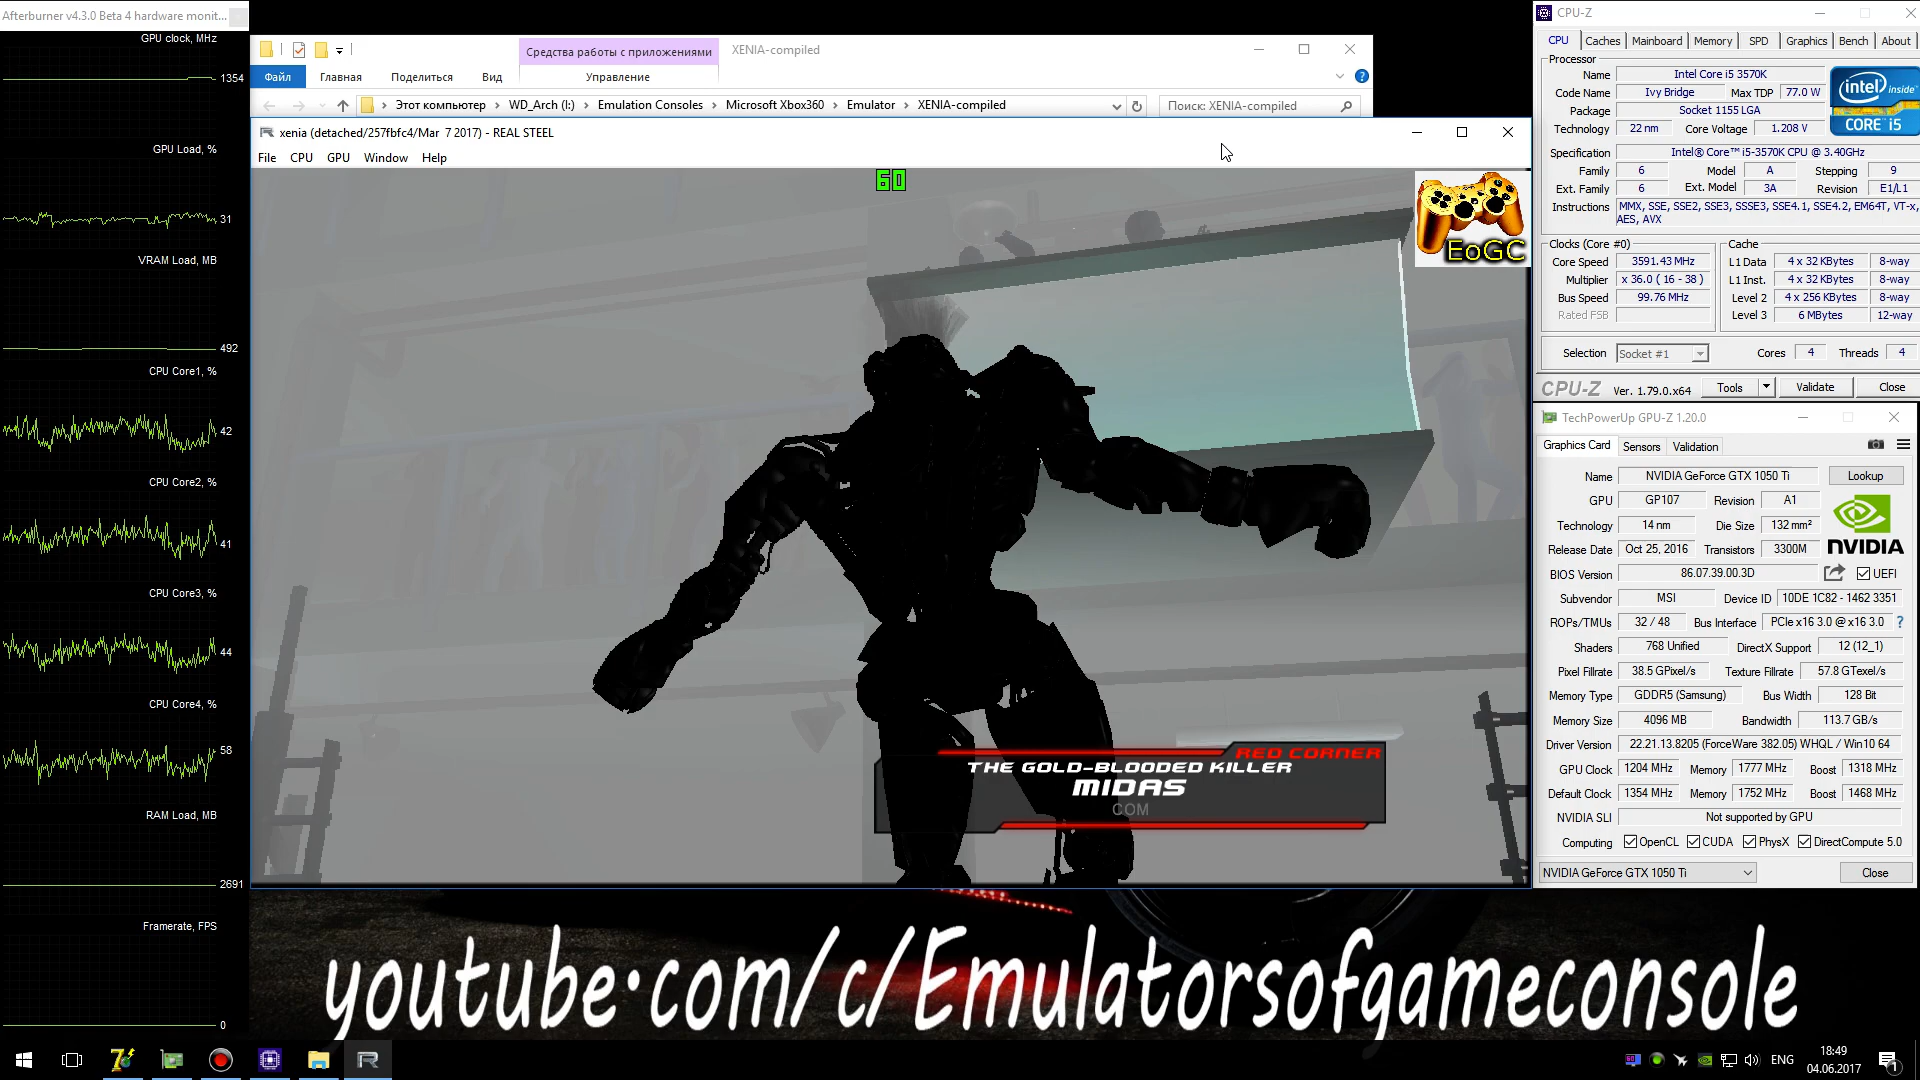 Afterburner v4.3.0 Beta 4 hardware monit...
GPU clock, MHz
1354
GPU Load, %
31
VRAM Load, MB
492
CPU Core1, %
42
CPU Core2, %
41
CPU Core3, %
44
CPU Core4, %
58
RAM Load, MB
2691
Framerate, FPS
0
Средства работы с приложениями
XENIA-compiled
Файл
Главная
Поделиться
Вид
Управление
Этот компьютер
WD_Arch (I:)
Emulation Consoles
Microsoft Xbox360
Emulator
XENIA-compiled
Поиск: XENIA-compiled
xenia (detached/257fbfc4/Mar 7 2017) - REAL STEEL
File CPU GPU Window Help
60
EoGC
RED CORNER
THE GOLD-BLOODED KILLER
MIDAS
COM
CPU-Z
CPU Caches Mainboard Memory SPD Graphics Bench About
Processor
Name Intel Core i5 3570K
Code Name Ivy Bridge Max TDP 77.0 W
Package Socket 1155 LGA
Technology 22 nm Core Voltage 1.208 V
intel inside™
CORE i5
Specification Intel® Core™ i5-3570K CPU @ 3.40GHz
Family 6 Model A Stepping 9
Ext. Family 6 Ext. Model 3A Revision E1/L1
Instructions MMX, SSE, SSE2, SSE3, SSSE3, SSE4.1, SSE4.2, EM64T, VT-x,
AES, AVX
Clocks (Core #0)
Core Speed 3591.43 MHz
Multiplier x 36.0 ( 16 - 38 )
Bus Speed 99.76 MHz
Rated FSB
Cache
L1 Data 4 x 32 KBytes 8-way
L1 Inst. 4 x 32 KBytes 8-way
Level 2 4 x 256 KBytes 8-way
Level 3 6 MBytes 12-way
Selection Socket #1 Cores 4 Threads 4
CPU-Z Ver. 1.79.0.x64 Tools Validate Close
TechPowerUp GPU-Z 1.20.0
Graphics Card Sensors Validation
Name NVIDIA GeForce GTX 1050 Ti Lookup
GPU GP107 Revision A1
Technology 14 nm Die Size 132 mm²
Release Date Oct 25, 2016 Transistors 3300M
NVIDIA
BIOS Version 86.07.39.00.3D UEFI
Subvendor MSI Device ID 10DE 1C82 - 1462 3351
ROPs/TMUs 32 / 48 Bus Interface PCIe x16 3.0 @ x16 3.0 ?
Shaders 768 Unified DirectX Support 12 (12_1)
Pixel Fillrate 38.5 GPixel/s Texture Fillrate 57.8 GTexel/s
Memory Type GDDR5 (Samsung) Bus Width 128 Bit
Memory Size 4096 MB Bandwidth 113.7 GB/s
Driver Version 22.21.13.8205 (ForceWare 382.05) WHQL / Win10 64
GPU Clock 1204 MHz Memory 1777 MHz Boost 1318 MHz
Default Clock 1354 MHz Memory 1752 MHz Boost 1468 MHz
NVIDIA SLI Not supported by GPU
Computing OpenCL CUDA PhysX DirectCompute 5.0
NVIDIA GeForce GTX 1050 Ti Close
youtube.com/c/Emulatorsofgameconsole
ENG
18:49
04.06.2017
1